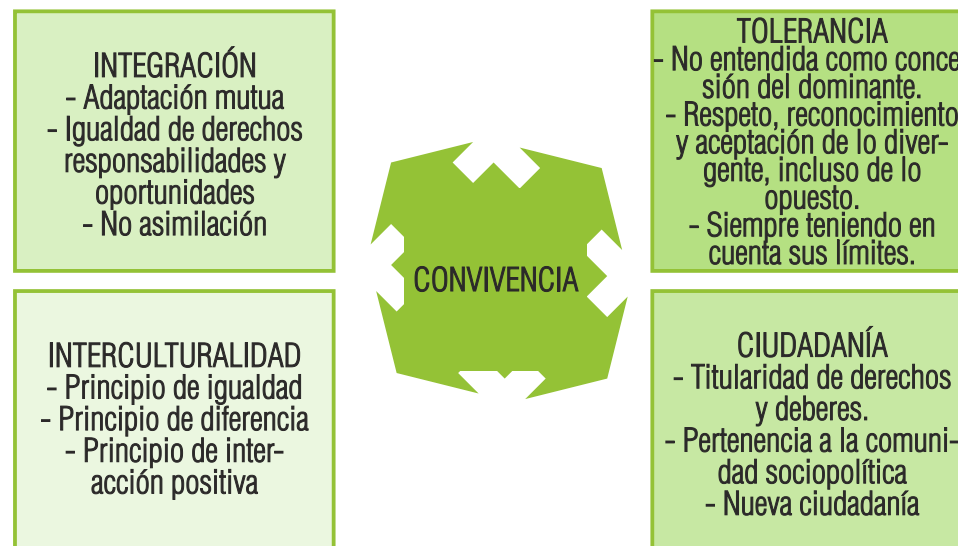 INTEGRACIÓN
- Adaptación mutua
- Igualdad de derechos
responsabilidades y
oportunidades
- No asimilación
TOLERANCIA
- No entendida como conce
sión del dominante.
- Respeto, reconocimiento
y aceptación de lo diver-
gente, incluso de lo
opuesto.
- Siempre teniendo en
cuenta sus límites.
CONVIVENCIA
INTERCULTURALIDAD
- Principio de igualdad
- Principio de diferencia
- Principio de inter-
acción positiva
CIUDADANÍA
- Titularidad de derechos
y deberes.
- Pertenencia a la comuni-
dad sociopolítica
- Nueva ciudadanía